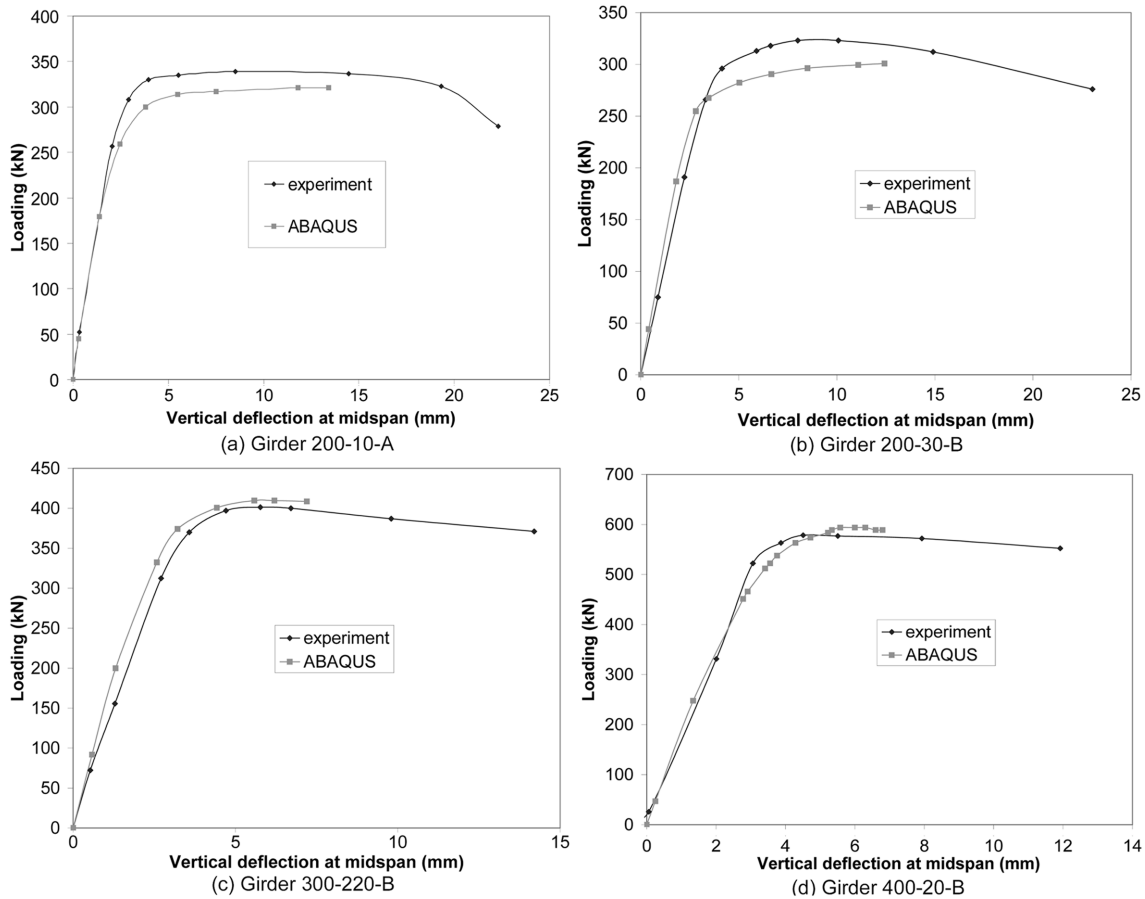 400
350
300
250
200
150
100
50
0
Loading (kN)
experiment
ABAQUS
0 5 10 15 20 25
Vertical deflection at midspan (mm)
(a) Girder 200-10-A
350
300
250
200
150
100
50
0
Loading (kN)
experiment
ABAQUS
0 5 10 15 20 25
Vertical deflection at midspan (mm)
(b) Girder 200-30-B
450
400
350
300
250
200
150
100
50
0
Loading (kN)
experiment
ABAQUS
0 5 10 15
Vertical deflection at midspan (mm)
(c) Girder 300-220-B
700
600
500
400
300
200
100
0
Loading (kN)
experiment
ABAQUS
0 2 4 6 8 10 12 14
Vertical deflection at midspan (mm)
(d) Girder 400-20-B